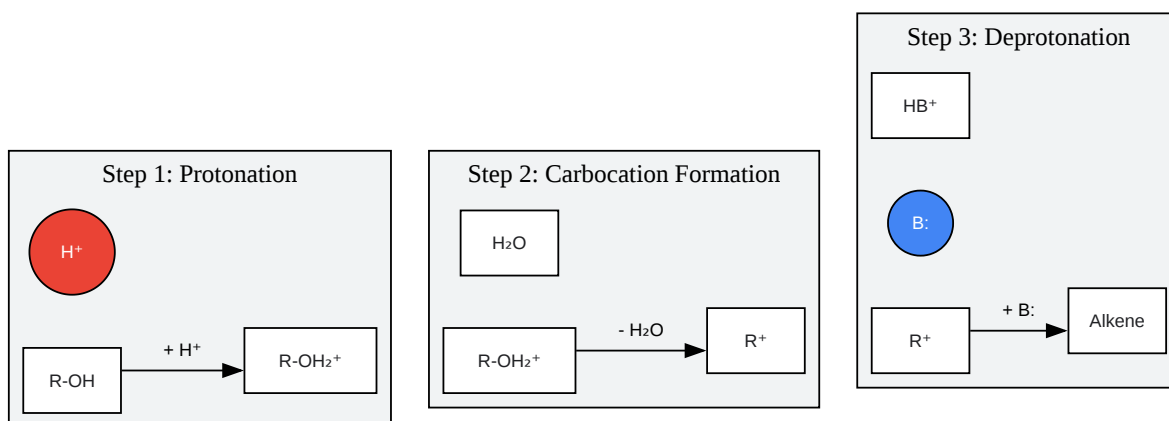 Step 1: Protonation
H⁺
R-OH
+ H⁺
R-OH₂⁺
Step 2: Carbocation Formation
H₂O
R-OH₂⁺
- H₂O
R⁺
Step 3: Deprotonation
HB⁺
B:
R⁺
+ B:
Alkene